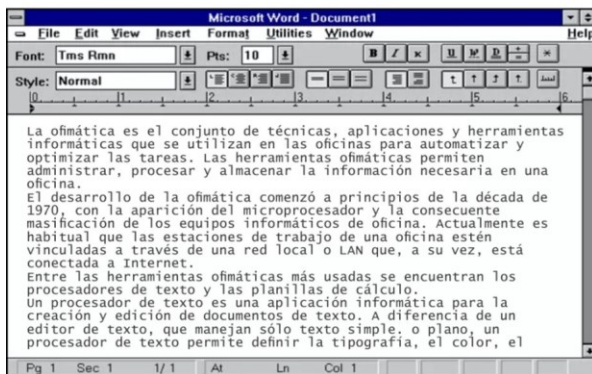 Microsoft Word - Document1
File Edit View Insert Format Utilities Window Help
Font: Tms Rmn Pts: 10 B I K U W D
Style: Normal
0 1 2 3 4 5 6
La ofimática es el conjunto de técnicas, aplicaciones y herramientas
informáticas que se utilizan en las oficinas para automatizar y
optimizar las tareas. Las herramientas ofimáticas permiten
administrar, procesar y almacenar la información necesaria en una
oficina.
El desarrollo de la ofimática comenzó a principios de la década de
1970, con la aparición del microprocesador y la consecuente
masificación de los equipos informáticos de oficina. Actualmente es
habitual que las estaciones de trabajo de una oficina estén
vinculadas a través de una red local o LAN que, a su vez, está
conectada a Internet.
Entre las herramientas ofimáticas más usadas se encuentran los
procesadores de texto y las planillas de cálculo.
Un procesador de texto es una aplicación informática para la
creación y edición de documentos de texto. A diferencia de un
editor de texto, que manejan sólo texto simple. o plano, un
procesador de texto permite definir la tipografía, el color, el
Pg 1 Sec 1 1/1 At Ln Col 1